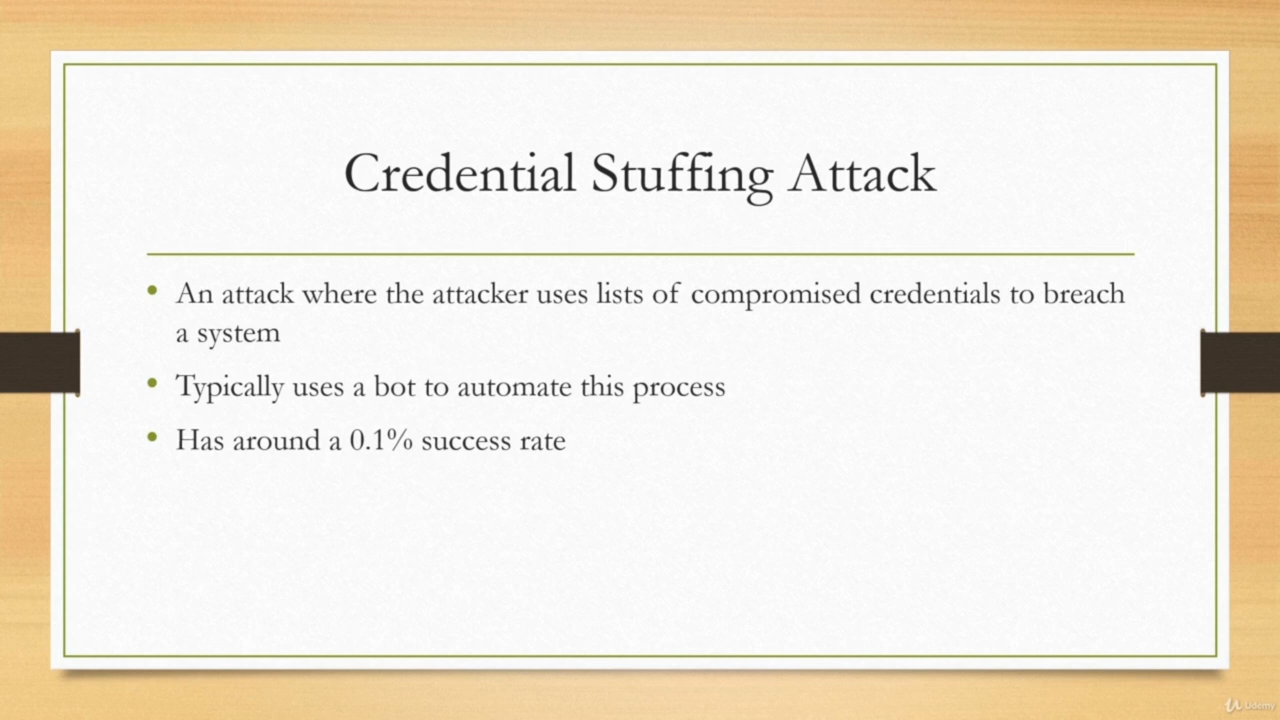 Credential Stuffing Attack
• An attack where the attacker uses lists of compromised credentials to breach
a system
• Typically uses a bot to automate this process
• Has around a 0.1% success rate
Udemy